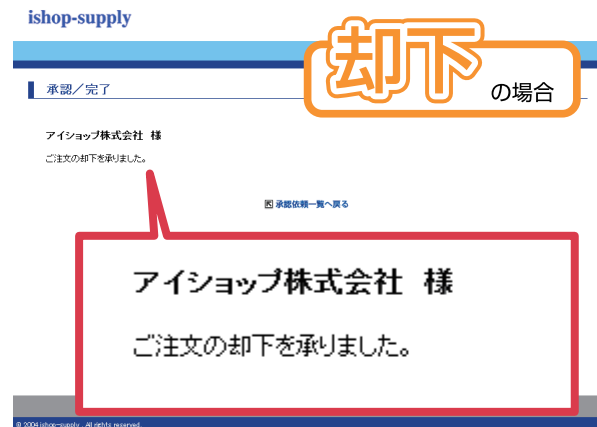 ishop-supply
却下 の場合
承認／完了
アイショップ株式会社 様
ご注文の却下を承りました。
承認依頼一覧へ戻る
アイショップ株式会社 様
ご注文の却下を承りました。
© 2004 ishop-supply . All rights reserved.